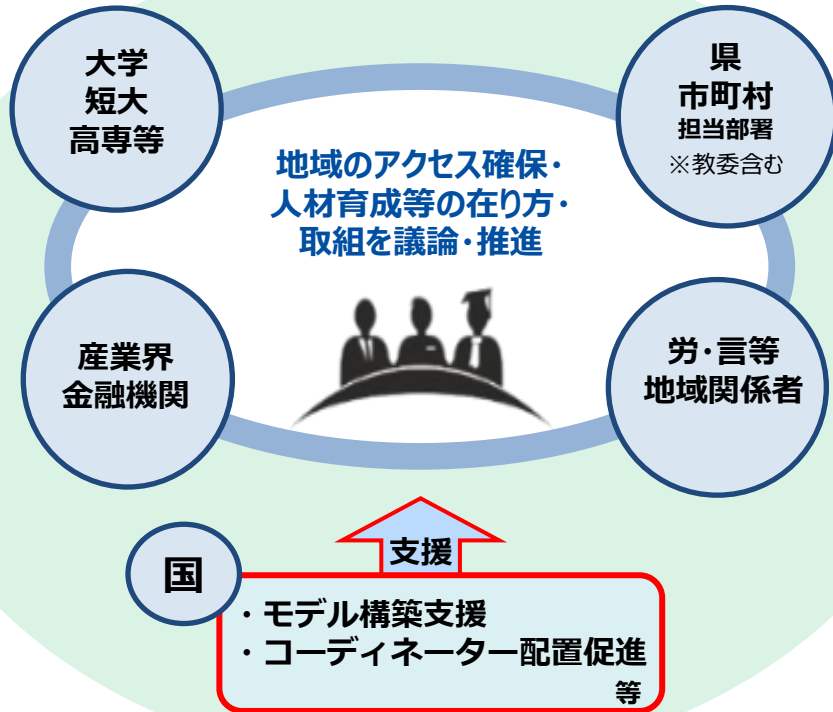 大学
短大
高専等
県
市町村
担当部署
※教委含む
地域のアクセス確保・
人材育成等の在り方・
取組を議論・推進
産業界
金融機関
労・言等
地域関係者
支援
国
・モデル構築支援
・コーディネーター配置促進
等